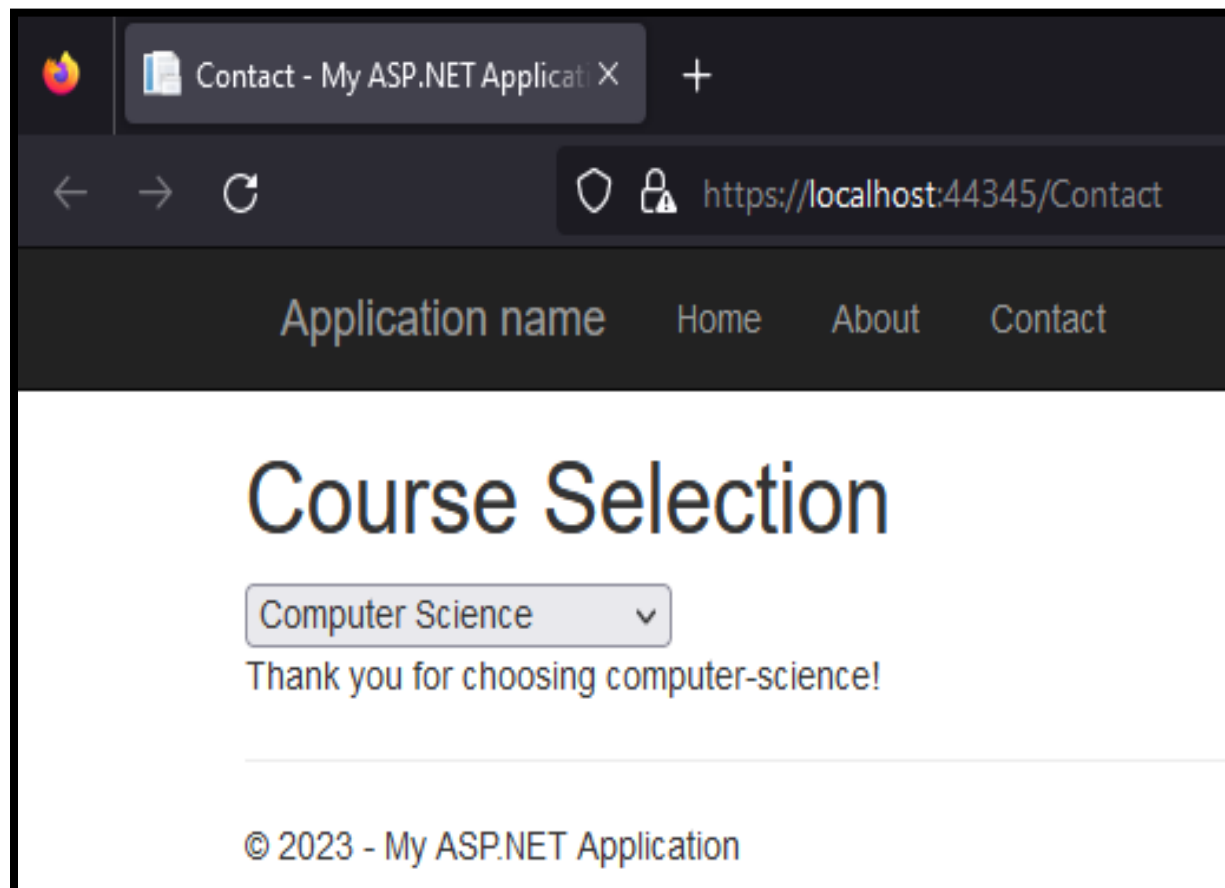 Contact - My ASP.NET Applicati
https://localhost:44345/Contact
Application name Home About Contact
Course Selection
Computer Science
Thank you for choosing computer-science!
© 2023 - My ASP.NET Application